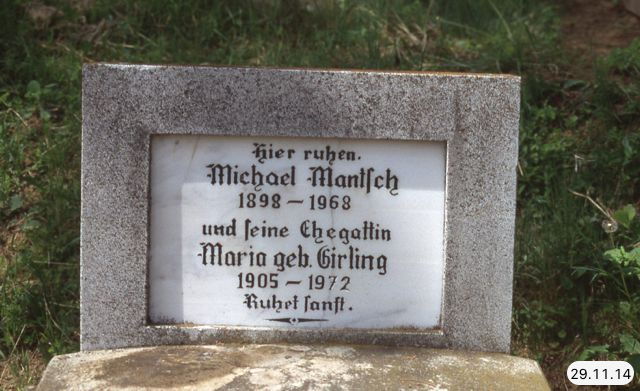 Hier ruhen.
Michael Mantsch
1898 – 1968
und seine Ehegattin
Maria geb. Girling
1905 – 1972
Ruhet sanft.
29.11.14